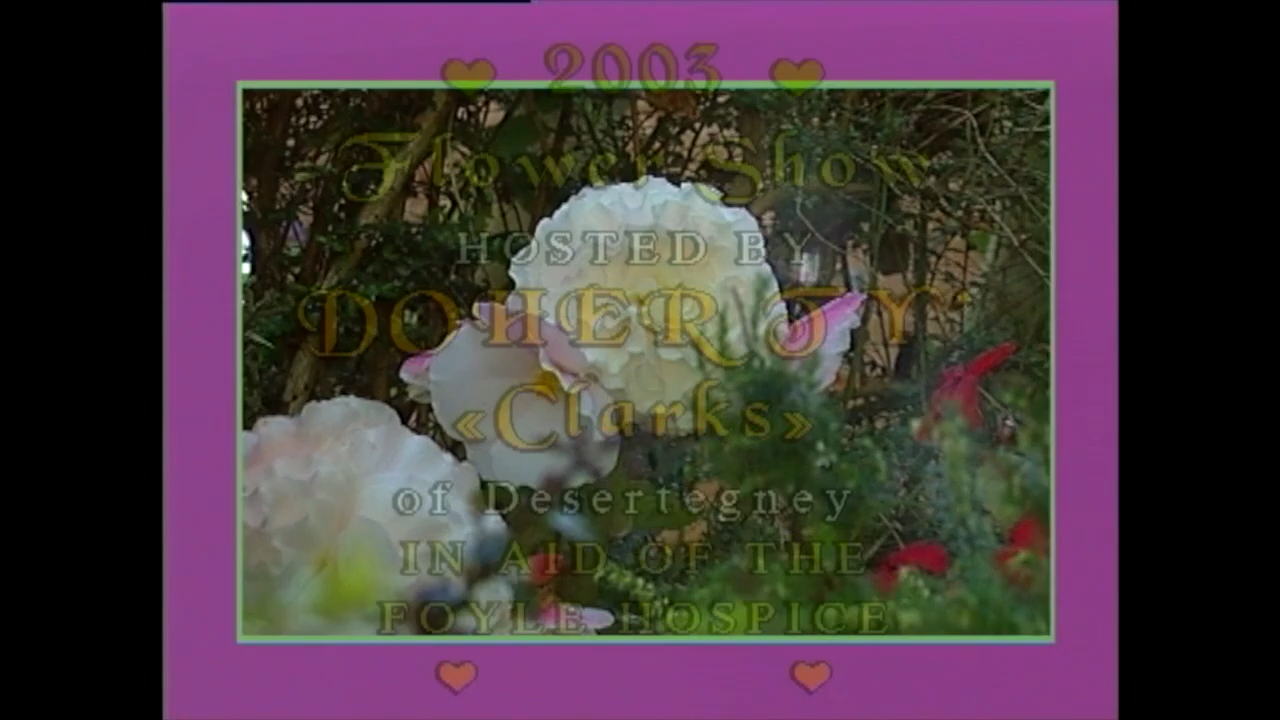 2003
Flower Show
HOSTED BY
DOHERTY
«Clarks»
of Desertegney
IN AID OF THE
FOYLE HOSPICE